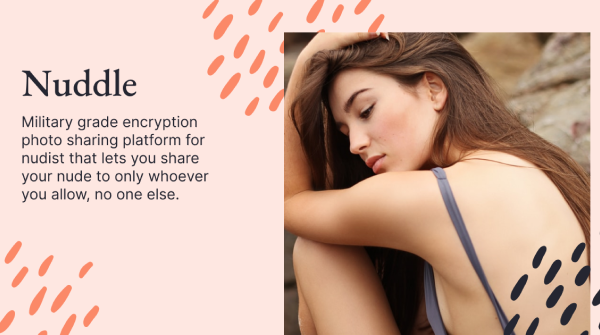 Nuddle
Military grade encryption
photo sharing platform for
nudist that lets you share
your nude to only whoever
you allow, no one else.